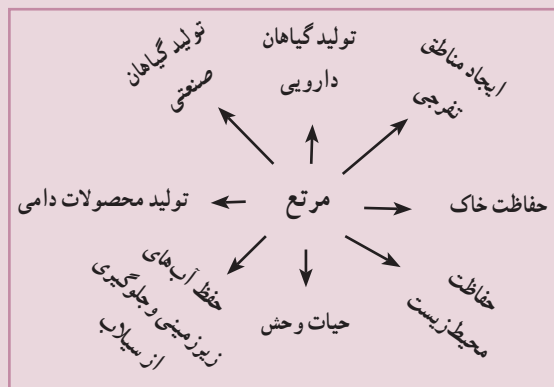 ایجاد مناطق
تفرجی
تولید گیاهان
دارویی
تولید گیاهان
صنعتی
حفاظت خاک
مرتع
تولید محصولات دامی
حفاظت
محیط زیست
حیات وحش
حفظ آب‌های
زیرزمینی و جلوگیری
از سیلاب